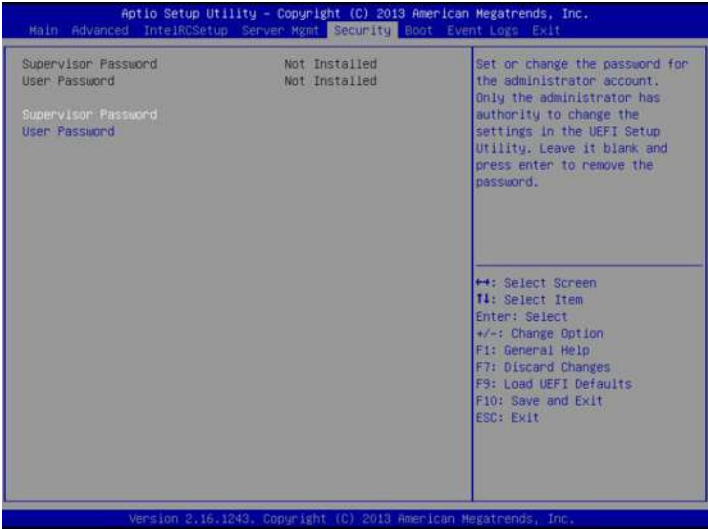 Aptio Setup Utility – Copyright (C) 2013 American Megatrends, Inc.
Main Advanced IntelRCSetup Server Mgmt Security Boot Event Logs Exit
Supervisor Password Not Installed
User Password Not Installed
Supervisor Password
User Password
Set or change the password for
the administrator account.
Only the administrator has
authority to change the
settings in the UEFI Setup
Utility. Leave it blank and
press enter to remove the
password.
↔: Select Screen
↑↓: Select Item
Enter: Select
+/-: Change Option
F1: General Help
F7: Discard Changes
F9: Load UEFI Defaults
F10: Save and Exit
ESC: Exit
Version 2.16.1243. Copyright (C) 2013 American Megatrends, Inc.